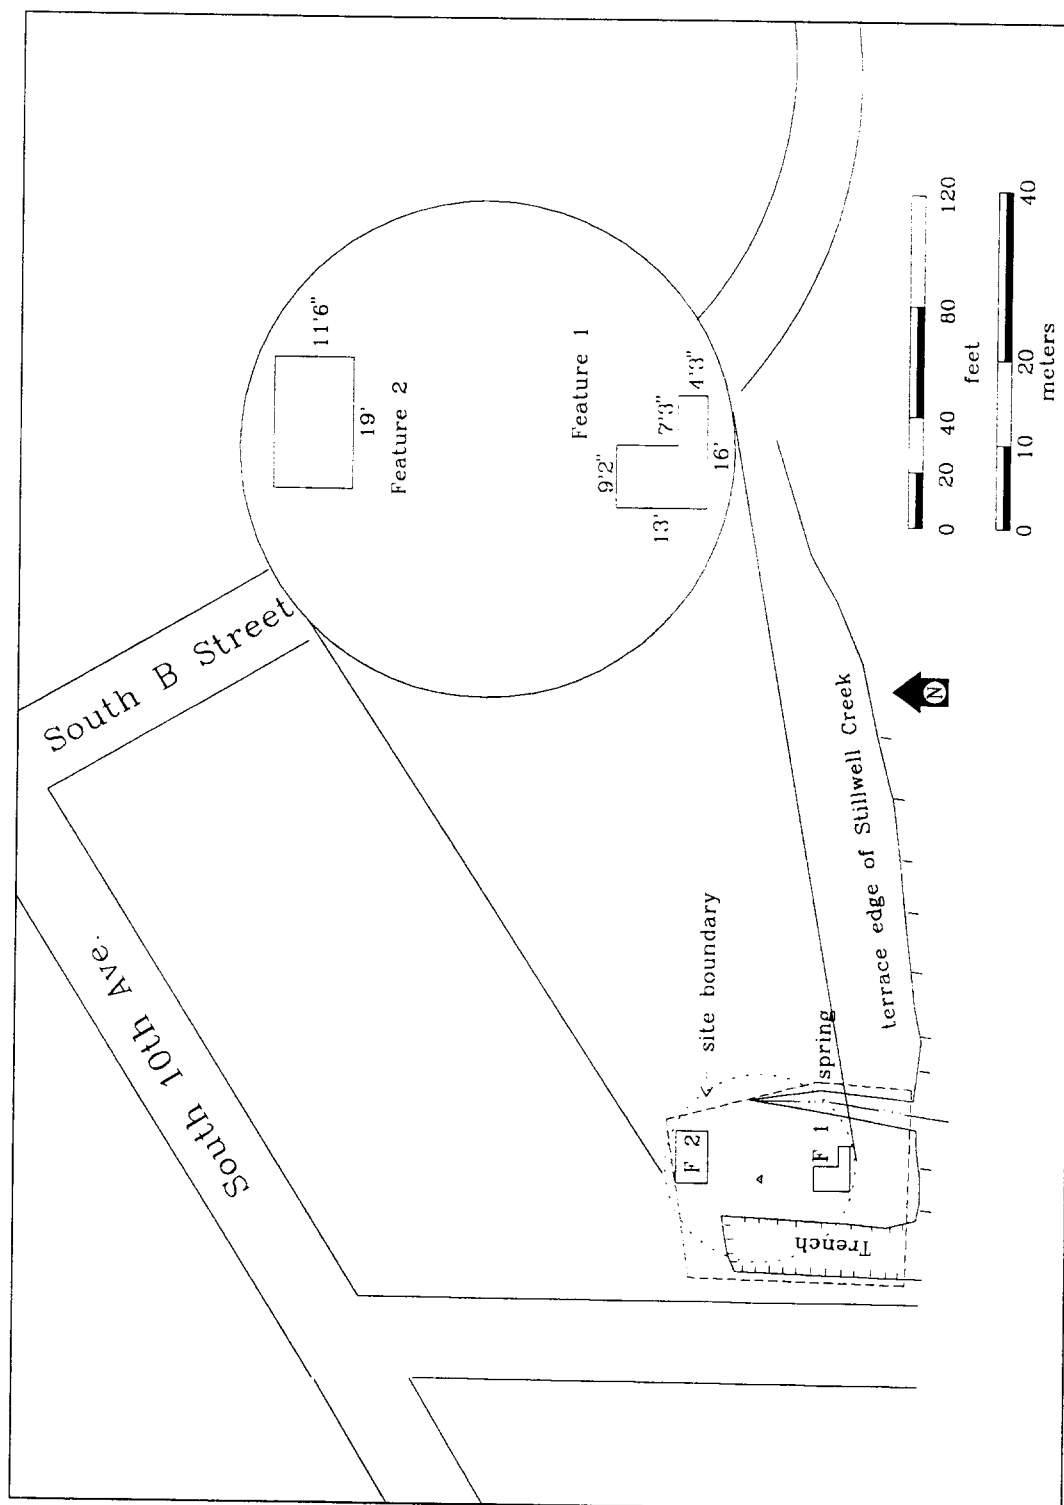 South B Street
South 10th Ave.
11'6"
19'
Feature 2
Feature 1
9'2"
7'3"
4'3"
13'
16'
site boundary
spring
F 2
F 1
Trench
terrace edge of Stillwell Creek
N
0 20 40 80 120
feet
0 10 20 40
meters